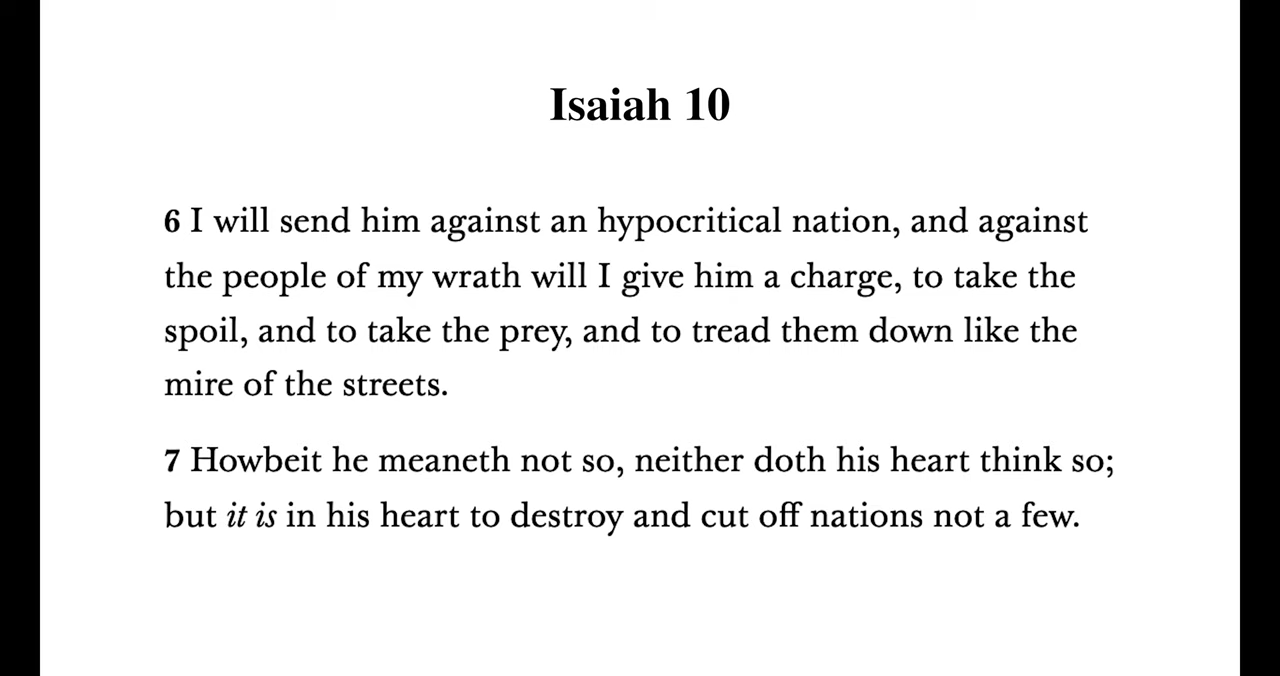 Isaiah 10
6 I will send him against an hypocritical nation, and against
the people of my wrath will I give him a charge, to take the
spoil, and to take the prey, and to tread them down like the
mire of the streets.
7 Howbeit he meaneth not so, neither doth his heart think so;
but it is in his heart to destroy and cut off nations not a few.